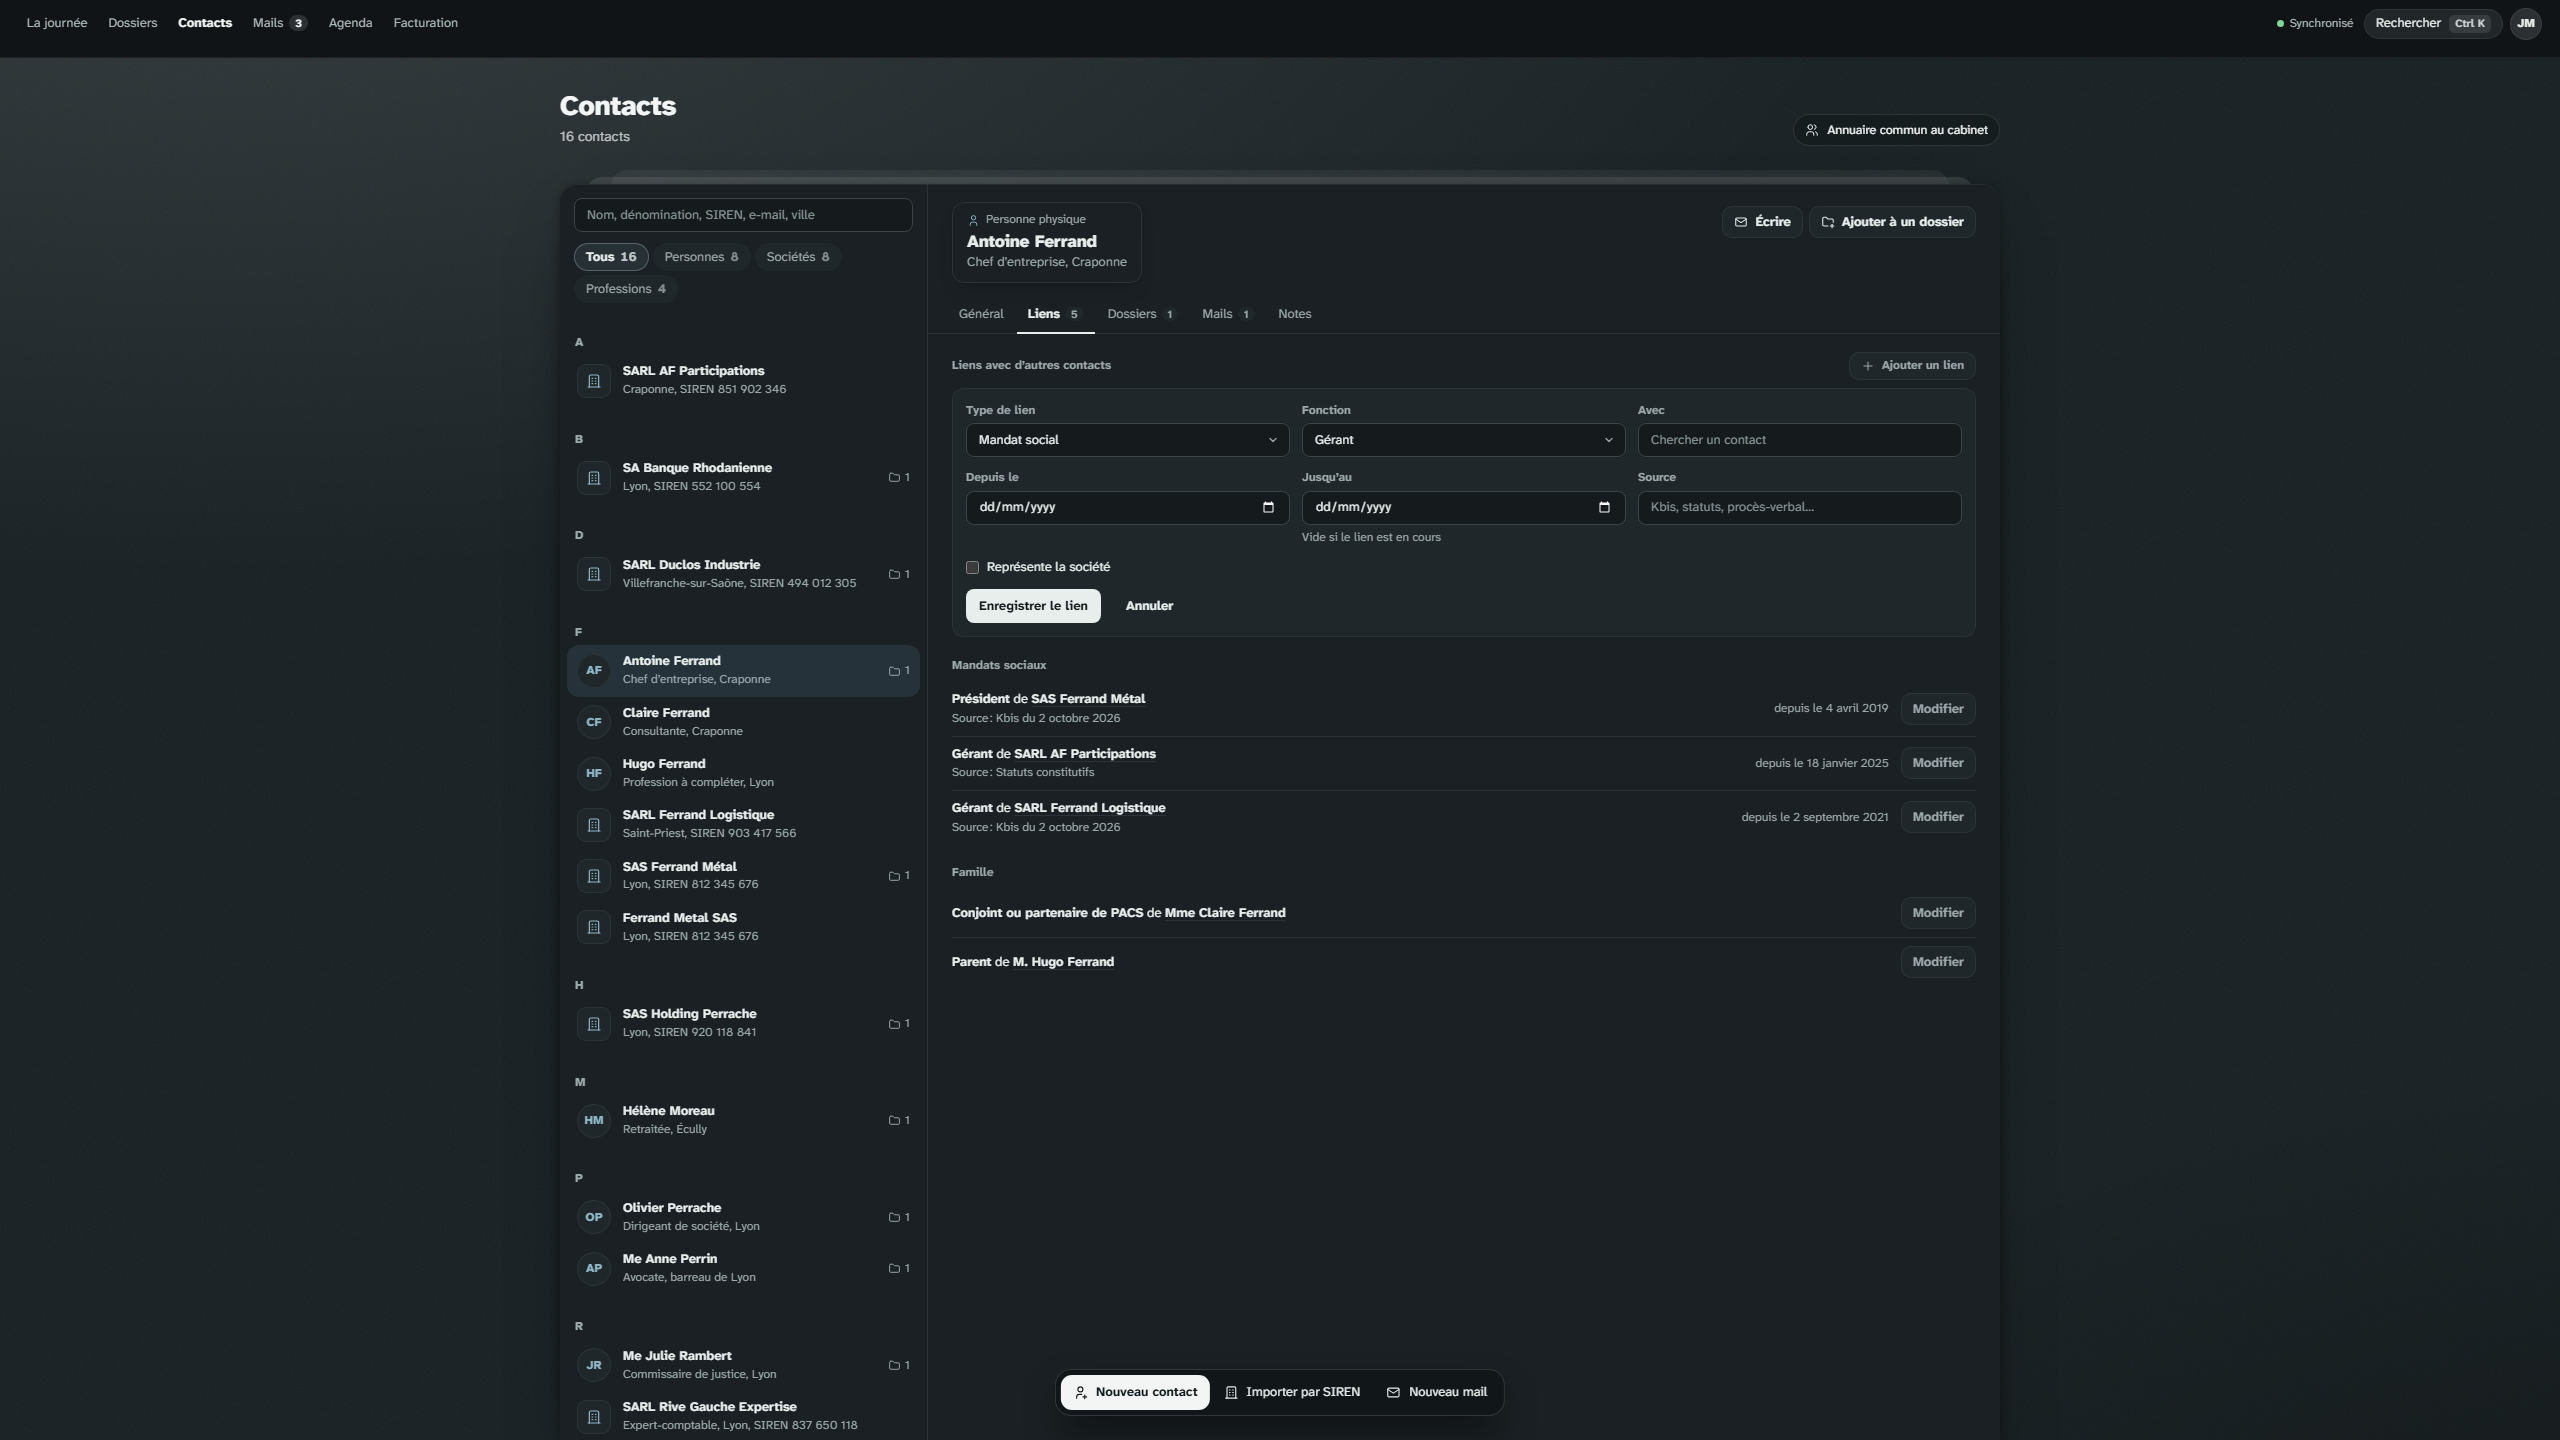 La journée Dossiers Contacts Mails 3 Agenda Facturation
Synchronisé Rechercher Ctrl K JM
Contacts
16 contacts
Annuaire commun au cabinet
Nom, dénomination, SIREN, e-mail, ville
Tous 16 Personnes 8 Sociétés 8
Professions 4
A
SARL AF Participations
Craponne, SIREN 851 902 346
B
SA Banque Rhodanienne
Lyon, SIREN 552 100 554
1
D
SARL Duclos Industrie
Villefranche-sur-Saône, SIREN 494 012 305
1
F
AF
Antoine Ferrand
Chef d'entreprise, Craponne
1
CF
Claire Ferrand
Consultante, Craponne
HF
Hugo Ferrand
Profession à compléter, Lyon
SARL Ferrand Logistique
Saint-Priest, SIREN 903 417 566
SAS Ferrand Métal
Lyon, SIREN 812 345 676
1
Ferrand Metal SAS
Lyon, SIREN 812 345 676
H
SAS Holding Perrache
Lyon, SIREN 920 118 841
1
M
HM
Hélène Moreau
Retraitée, Écully
1
P
OP
Olivier Perrache
Dirigeant de société, Lyon
1
AP
Me Anne Perrin
Avocate, barreau de Lyon
1
R
JR
Me Julie Rambert
Commissaire de justice, Lyon
1
SARL Rive Gauche Expertise
Expert-comptable, Lyon, SIREN 837 650 118
Personne physique
Antoine Ferrand
Chef d'entreprise, Craponne
Écrire Ajouter à un dossier
Général Liens 5 Dossiers 1 Mails 1 Notes
Liens avec d'autres contacts
Ajouter un lien
Type de lien Fonction Avec
Mandat social Gérant Chercher un contact
Depuis le Jusqu'au Source
dd/mm/yyyy dd/mm/yyyy Kbis, statuts, procès-verbal...
Vide si le lien est en cours
Représente la société
Enregistrer le lien Annuler
Mandats sociaux
Président de SAS Ferrand Métal
Source : Kbis du 2 octobre 2026
depuis le 4 avril 2019 Modifier
Gérant de SARL AF Participations
Source : Statuts constitutifs
depuis le 18 janvier 2025 Modifier
Gérant de SARL Ferrand Logistique
Source : Kbis du 2 octobre 2026
depuis le 2 septembre 2021 Modifier
Famille
Conjoint ou partenaire de PACS de Mme Claire Ferrand Modifier
Parent de M. Hugo Ferrand Modifier
Nouveau contact Importer par SIREN Nouveau mail